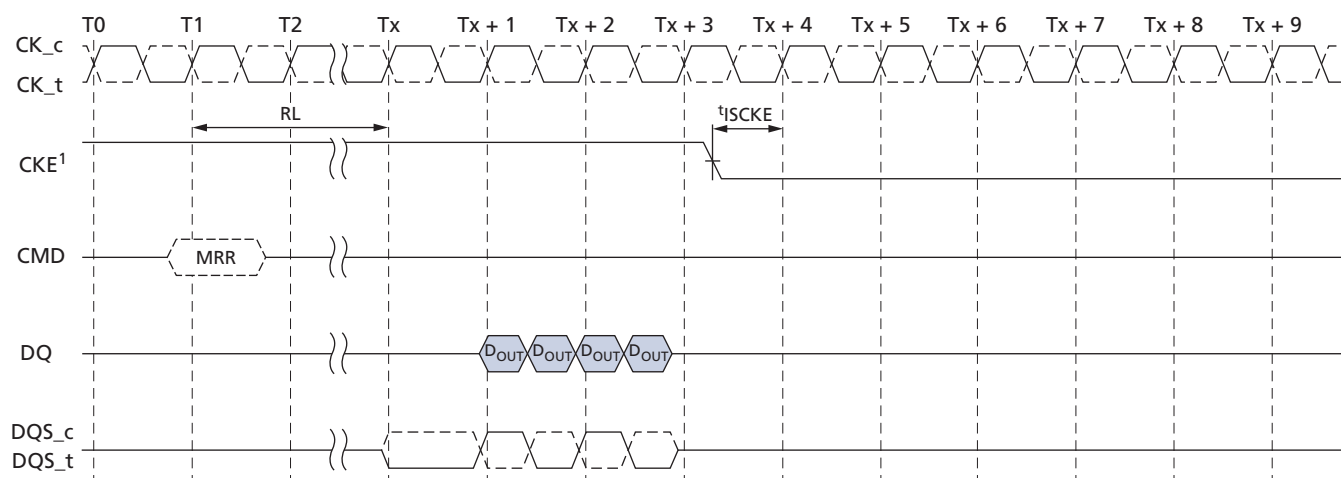 T0 T1 T2 Tx Tx + 1 Tx + 2 Tx + 3 Tx + 4 Tx + 5 Tx + 6 Tx + 7 Tx + 8 Tx + 9
CK_c
CK_t
RL
tISCKE
CKE1
CMD
MRR
DQ
DOUT DOUT DOUT DOUT
DQS_c
DQS_t